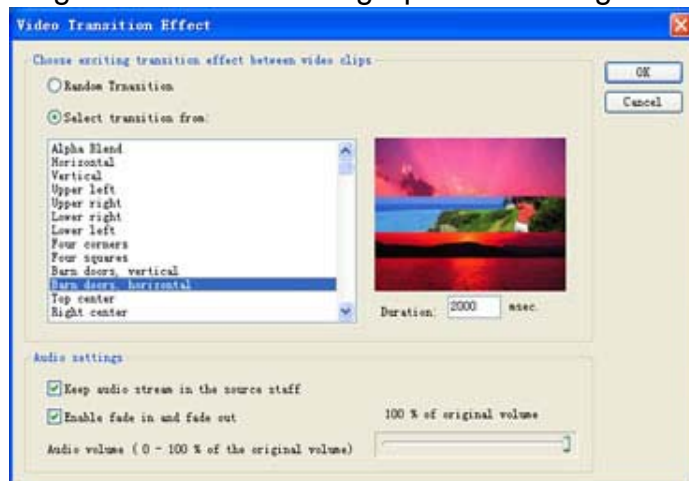 Video Transition Effect
Choose exciting transition effect between video clips
Random Trnasition
Select transition from:
Alpha Blend
Horizontal
Vertical
Upper left
Upper right
Lower right
Lower left
Four corners
Four squares
Barn doors, vertical
Barn doors, horizontal
Top center
Right center
Duration: 2000 msec.
OK
Cancel
Audio settings
Keep audio stream in the source staff
Enable fade in and fade out
100 % of original volume
Audio volume ( 0 - 100 % of the original volume)